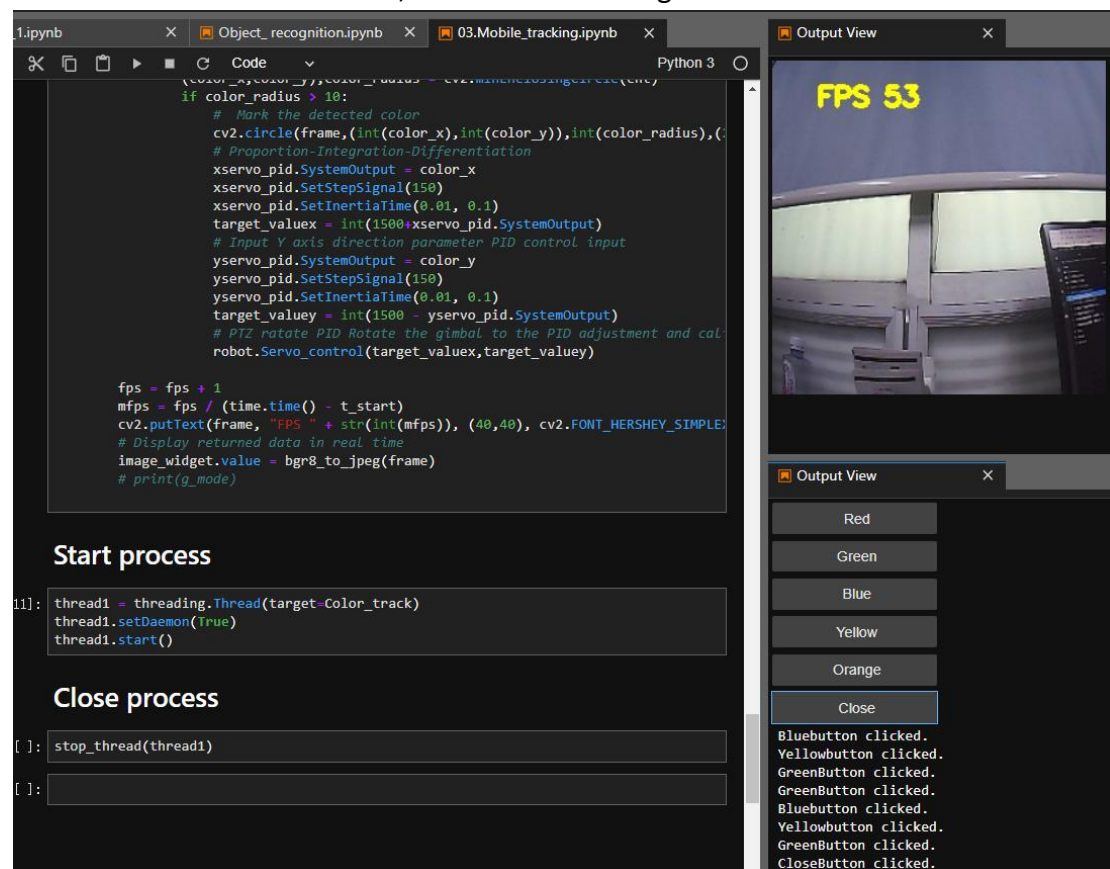 _1.ipynb
Object_ recognition.ipynb
03.Mobile_tracking.ipynb
Code
Python 3
if color_radius > 10:
# Mark the detected color
cv2.circle(frame,(int(color_x),int(color_y)),int(color_radius),(
# Proportion-Integration-Differentiation
xservo_pid.SystemOutput = color_x
xservo_pid.SetStepSignal(150)
xservo_pid.SetInertiaTime(0.01, 0.1)
target_valuex = int(1500+xservo_pid.SystemOutput)
# Input Y axis direction parameter PID control input
yservo_pid.SystemOutput = color_y
yservo_pid.SetStepSignal(150)
yservo_pid.SetInertiaTime(0.01, 0.1)
target_valuey = int(1500 - yservo_pid.SystemOutput)
# PTZ ratate PID Rotate the gimbal to the PID adjustment and cal
robot.Servo_control(target_valuex,target_valuey)
fps = fps + 1
mfps = fps / (time.time() - t_start)
cv2.putText(frame, "FPS " + str(int(mfps)), (40,40), cv2.FONT_HERSHEY_SIMPLEX
# Display returned data in real time
image_widget.value = bgr8_to_jpeg(frame)
# print(g_mode)
Start process
11]:
thread1 = threading.Thread(target=Color_track)
thread1.setDaemon(True)
thread1.start()
Close process
[ ]:
stop_thread(thread1)
[ ]:
Output View
FPS 53
Output View
Red
Green
Blue
Yellow
Orange
Close
Bluebutton clicked.
Yellowbutton clicked.
GreenButton clicked.
GreenButton clicked.
Bluebutton clicked.
Yellowbutton clicked.
GreenButton clicked.
CloseButton clicked.